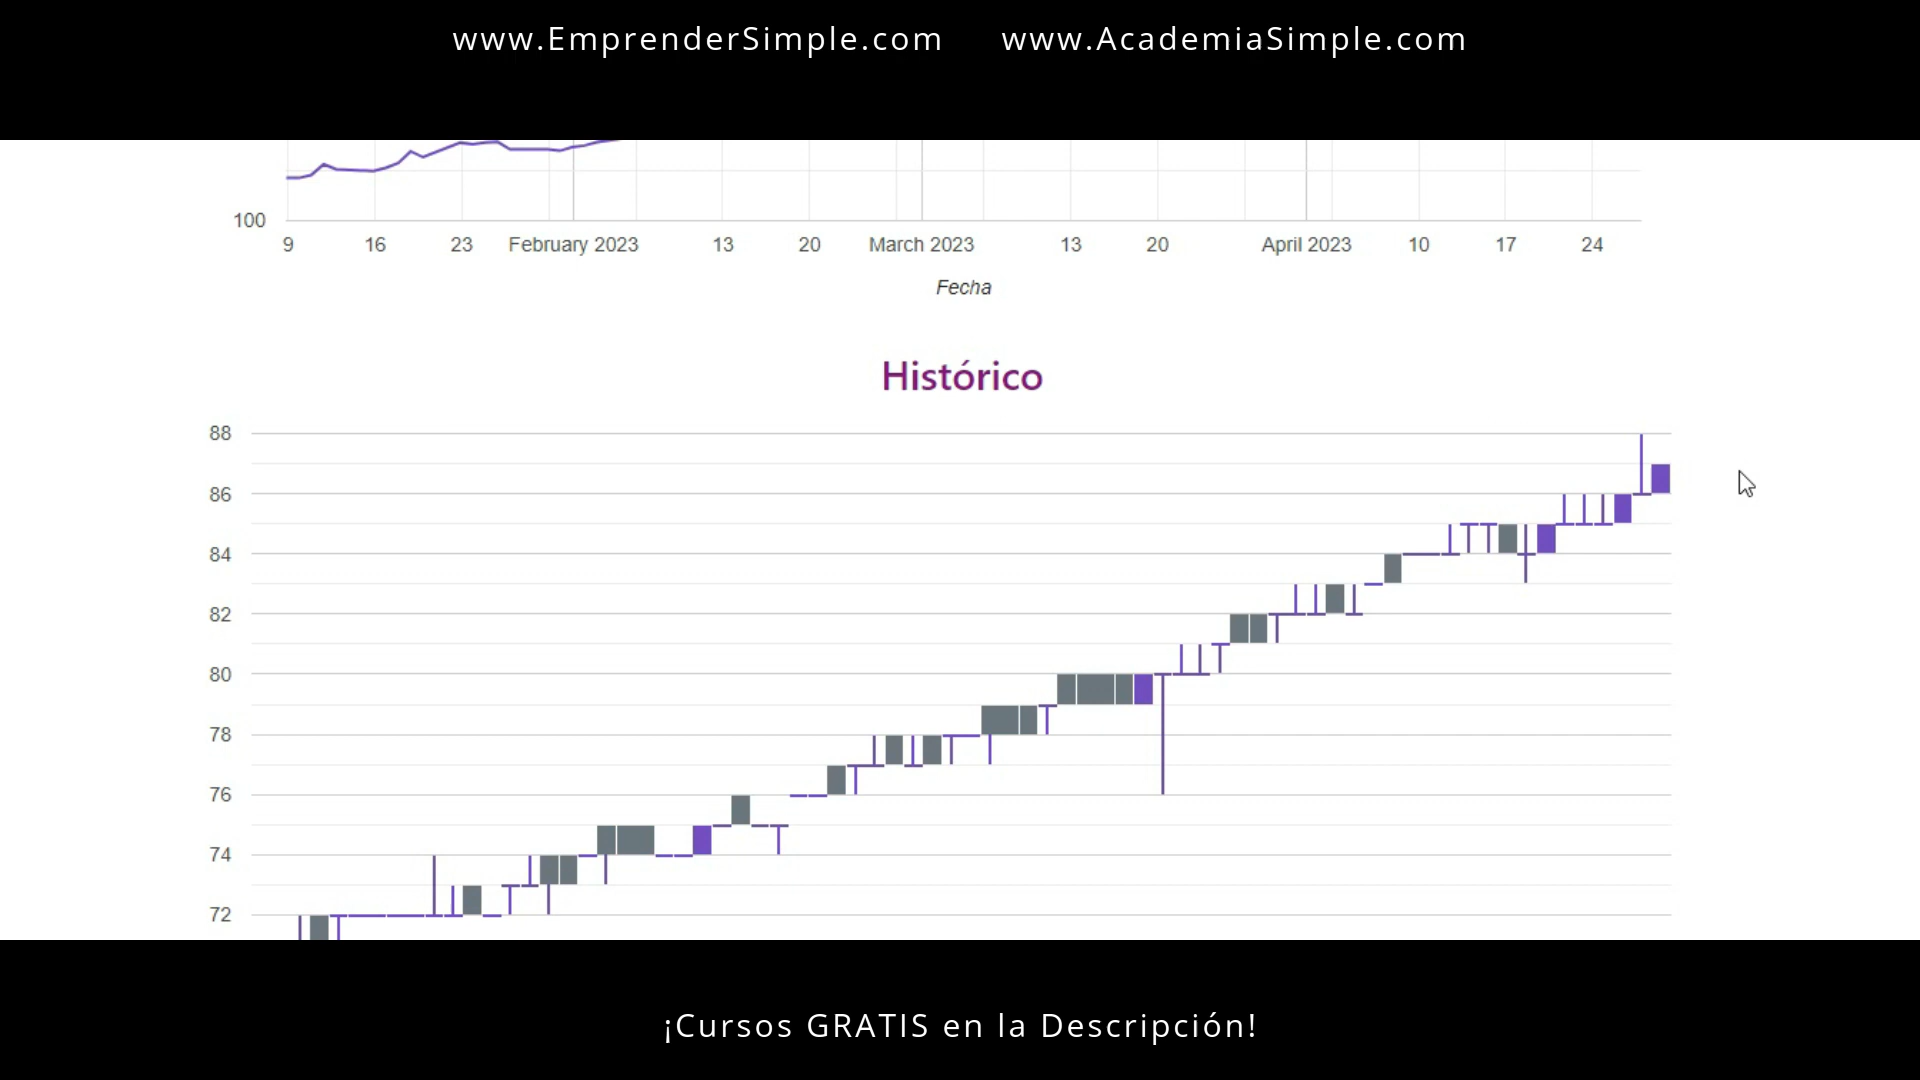 www.EmprenderSimple.com www.AcademiaSimple.com
100
9 16 23 February 2023 13 20 March 2023 13 20 April 2023 10 17 24
Fecha
Histórico
88
86
84
82
80
78
76
74
72
¡Cursos GRATIS en la Descripción!